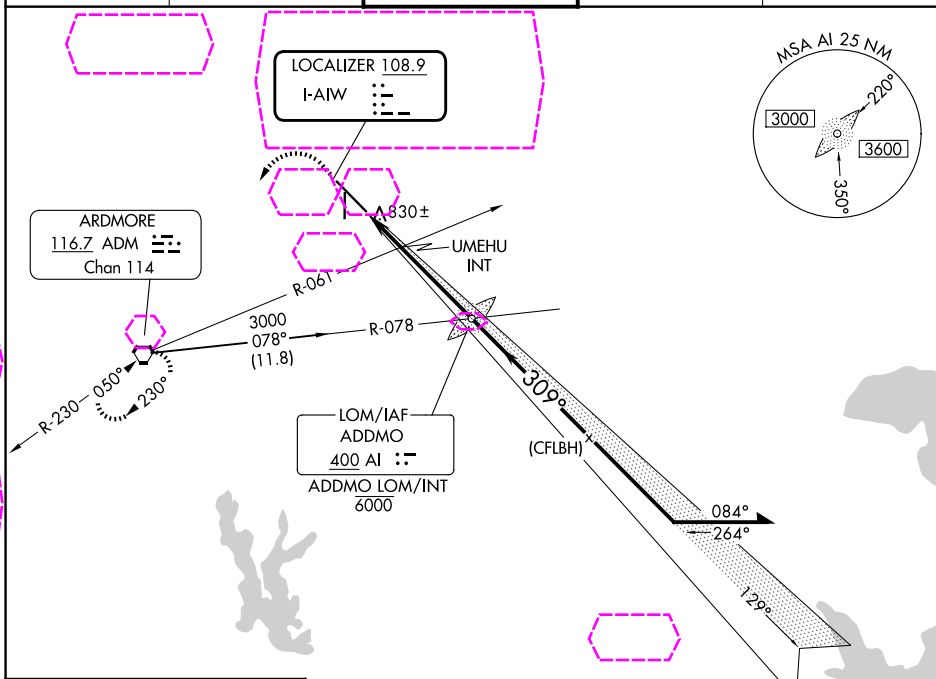 LOCALIZER 108.9
I-AIW
MSA AI 25 NM
220°
3000
3600
350°
ARDMORE
116.7 ADM
Chan 114
330±
UMEHU
INT
R-061
3000
078°
(11.8)
R-078
R-230
050°
230°
309°
LOM/IAF
ADDMO
400 AI
ADDMO LOM/INT
6000
(CFLBH)
x
084°
264°
129°